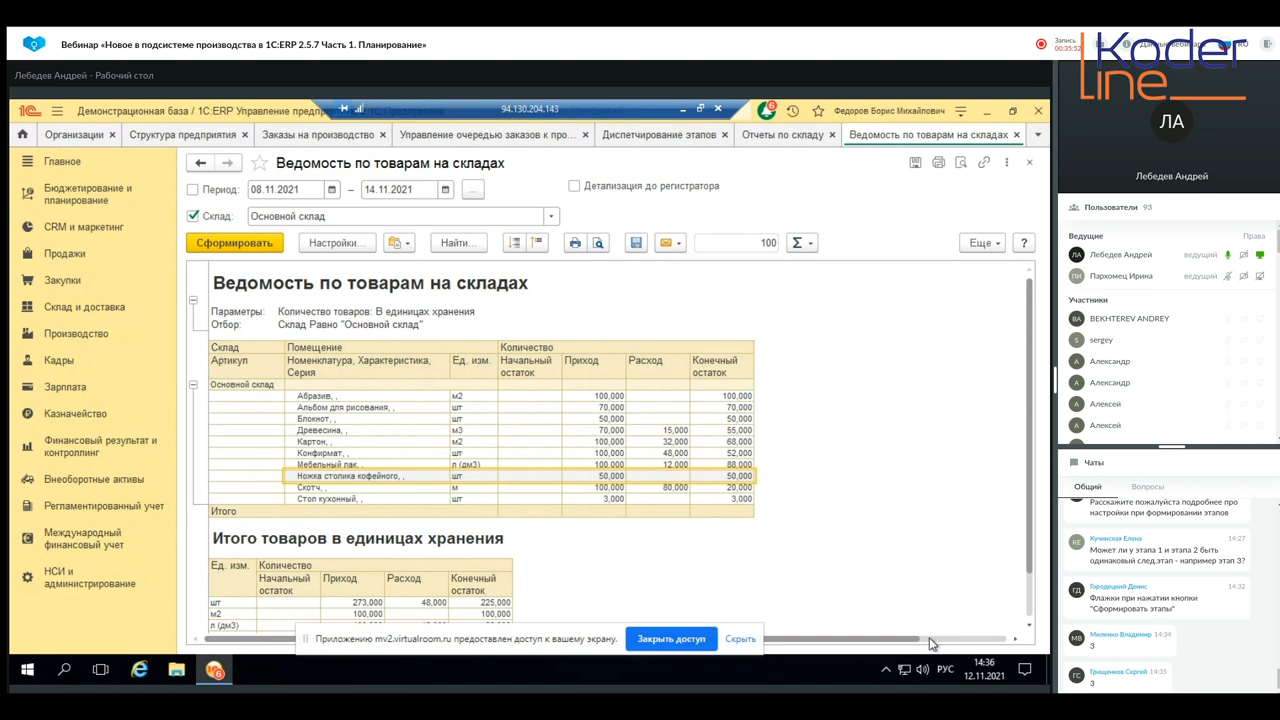 Вебинар «Новое в подсистеме производства в 1С:ERP 2.5.7 Часть 1. Планирование»
Запись
00:35:52
RU
Koder
line
Лебедев Андрей - Рабочий стол
94.130.204.143
Демонстрационная база / 1С:ERP Управление предпри
Федоров Борис Михайлович
Организации
Структура предприятия
Заказы на производство
Управление очередью заказов к про...
Диспетчирование этапов
Отчеты по складу
Ведомость по товарам на складах
Главное
Бюджетирование и
планирование
CRM и маркетинг
Продажи
Закупки
Склад и доставка
Производство
Кадры
Зарплата
Казначейство
Финансовый результат и
контроллинг
Внеоборотные активы
Регламентированный учет
Международный
финансовый учет
НСИ и
администрирование
Ведомость по товарам на складах
Период: 08.11.2021 – 14.11.2021 ... Детализация до регистратора
Склад: Основной склад
Сформировать Настройки... Найти... 100 Σ Еще ?
Ведомость по товарам на складах
Параметры: Количество товаров: В единицах хранения
Отбор: Склад Равно "Основной склад"
Склад Помещение Количество
Артикул Номенклатура, Характеристика, Серия Ед. изм. Начальный остаток Приход Расход Конечный остаток
Основной склад
Абразив, , м2 100,000 100,000
Альбом для рисования, , шт 70,000 70,000
Блокнот, , шт 50,000 50,000
Древесина, , м3 70,000 15,000 55,000
Картон, , м2 100,000 32,000 68,000
Конфирмат, , шт 100,000 48,000 52,000
Мебельный лак, , л (дм3) 100,000 12,000 88,000
Ножка столика кофейного, , шт 50,000 50,000
Скотч, , м 100,000 80,000 20,000
Стол кухонный, , шт 3,000 3,000
Итого
Итого товаров в единицах хранения
Ед. изм. Количество
Начальный остаток Приход Расход Конечный остаток
шт 273,000 48,000 225,000
м2 100,000 100,000
л (дм3)
Приложению mv2.virtualroom.ru предоставлен доступ к вашему экрану. Закрыть доступ Скрыть
РУС
14:36
12.11.2021
ЛА
Лебедев Андрей
Пользователи 93
Ведущие Права
ЛА Лебедев Андрей ведущий
ПИ Пархомец Ирина ведущий
Участники
BA BEKHTEREV ANDREY
S sergey
А Александр
А Александр
А Алексей
А Алексей
Чаты
Общий Вопросы
Расскажите пожалуйста подробнее про
настройки при формировании этапов
КЕ Кучинская Елена 14:27
Может ли у этапа 1 и этапа 2 быть
одинаковый след.этап - например этап 3?
ГД Городецкий Денис 14:32
Флажки при нажатии кнопки
"Сформировать этапы"
МВ Миленко Владимир 14:34
3
ГС Грищенков Сергей 14:35
3